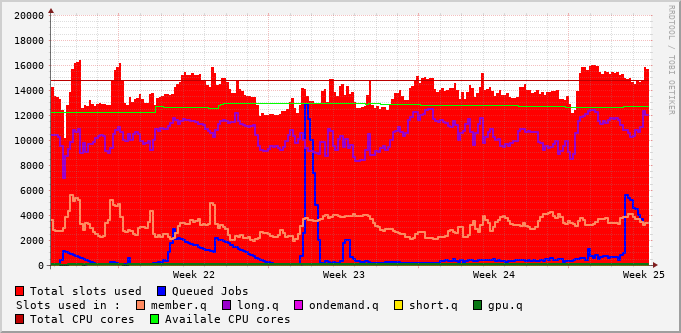 20000
18000
16000
14000
12000
10000
8000
6000
4000
2000
0
Week 22 Week 23 Week 24 Week 25
Total slots used Queued Jobs
Slots used in : member.q long.q ondemand.q short.q gpu.q
Total CPU cores Availale CPU cores
RRDTOOL / TOBI OETIKER